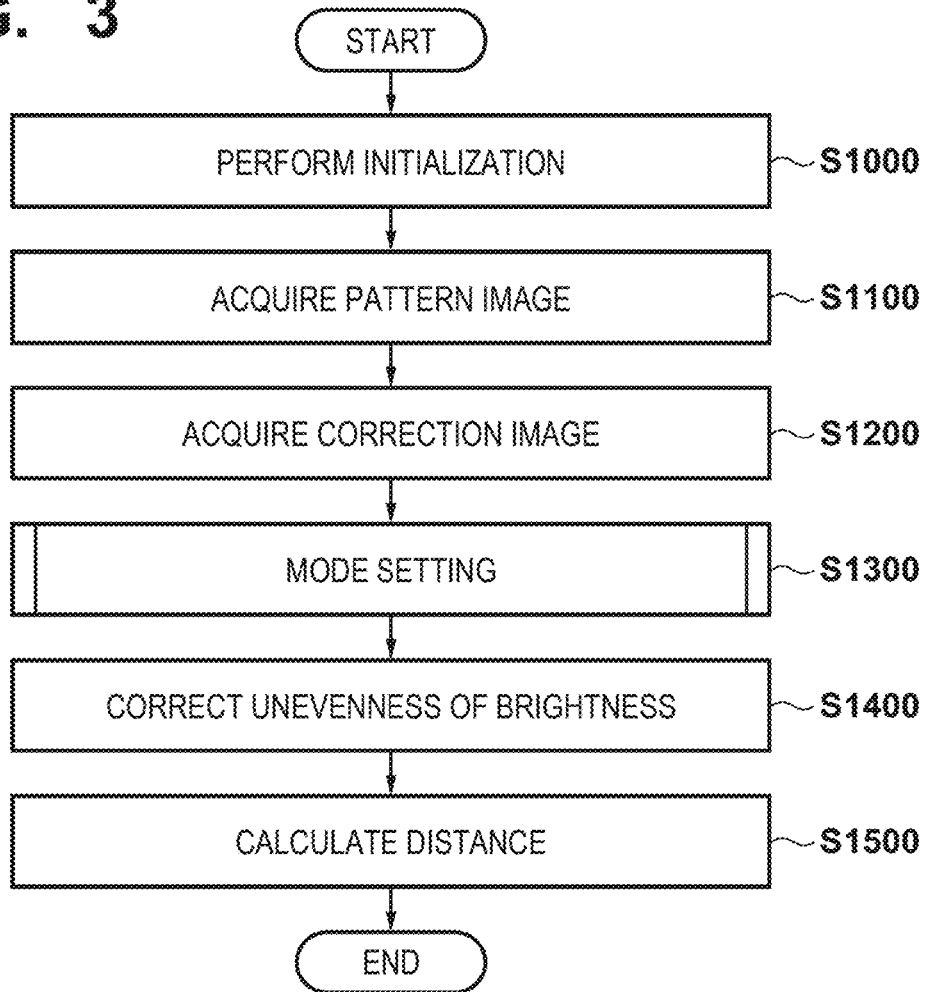 G. 3
START
PERFORM INITIALIZATION
S1000
ACQUIRE PATTERN IMAGE
S1100
ACQUIRE CORRECTION IMAGE
S1200
MODE SETTING
S1300
CORRECT UNEVENNESS OF BRIGHTNESS
S1400
CALCULATE DISTANCE
S1500
END